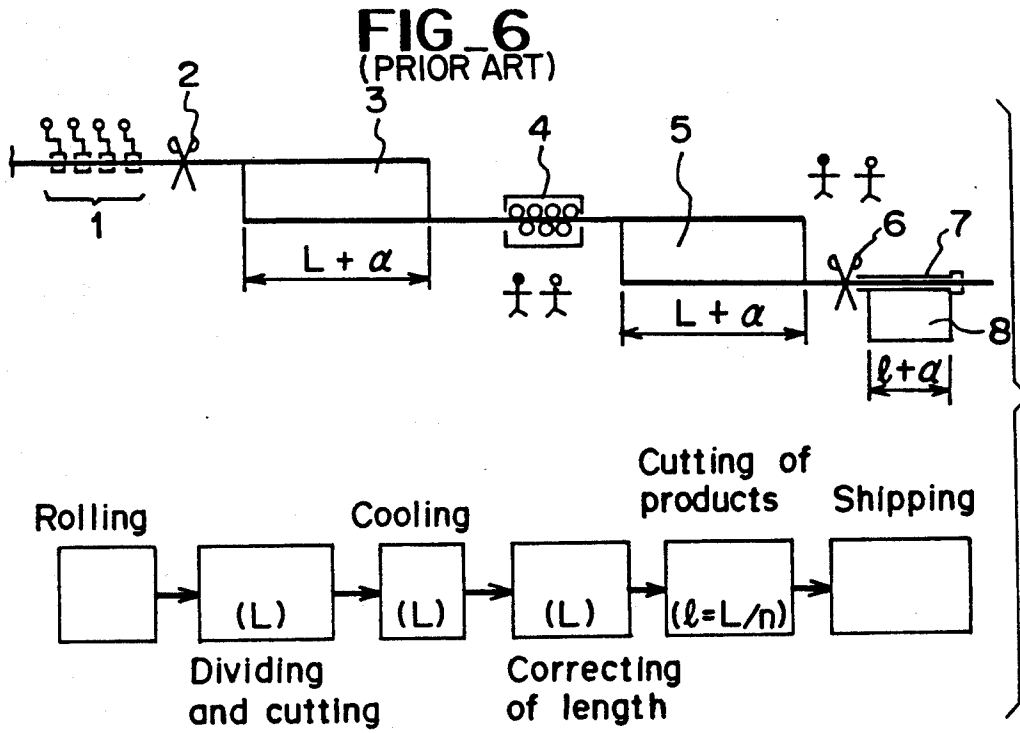 FIG_6
(PRIOR ART)
2
3
4
5
6
7
1
8
L + α
L + α
ℓ+α
Rolling
Cooling
Cutting of
products
Shipping
(L)
(L)
(L)
(ℓ=L/n)
Dividing
and cutting
Correcting
of length